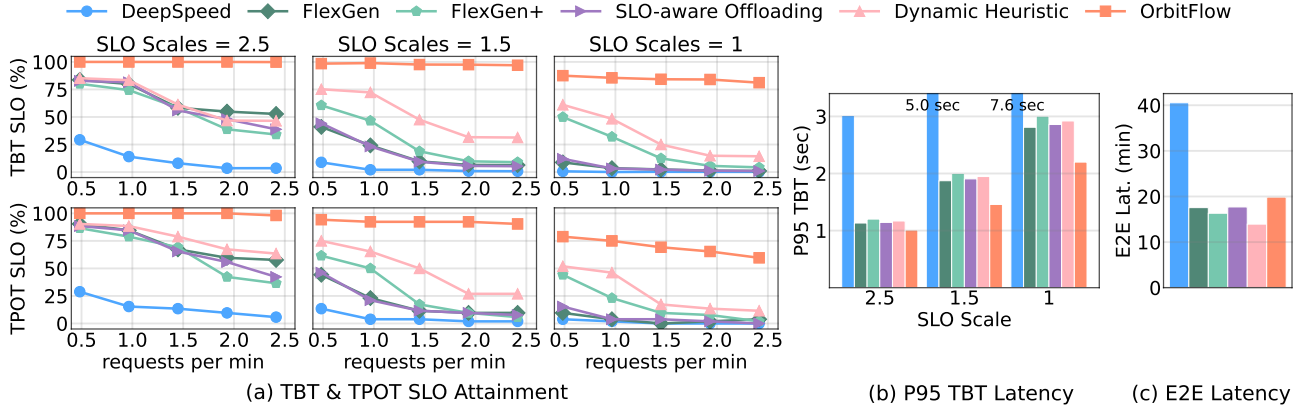 DeepSpeed FlexGen FlexGen+ SLO-aware Offloading Dynamic Heuristic OrbitFlow
SLO Scales = 2.5 SLO Scales = 1.5 SLO Scales = 1
TBT SLO (%)
100
75
50
25
0
0.5 1.0 1.5 2.0 2.5 0.5 1.0 1.5 2.0 2.5 0.5 1.0 1.5 2.0 2.5
TPOT SLO (%)
100
75
50
25
0
0.5 1.0 1.5 2.0 2.5 0.5 1.0 1.5 2.0 2.5 0.5 1.0 1.5 2.0 2.5
requests per min requests per min requests per min
(a) TBT & TPOT SLO Attainment
P95 TBT (sec)
3
2
1
5.0 sec 7.6 sec
2.5 1.5 1
SLO Scale
(b) P95 TBT Latency
E2E Lat. (min)
40
30
20
10
0
(c) E2E Latency